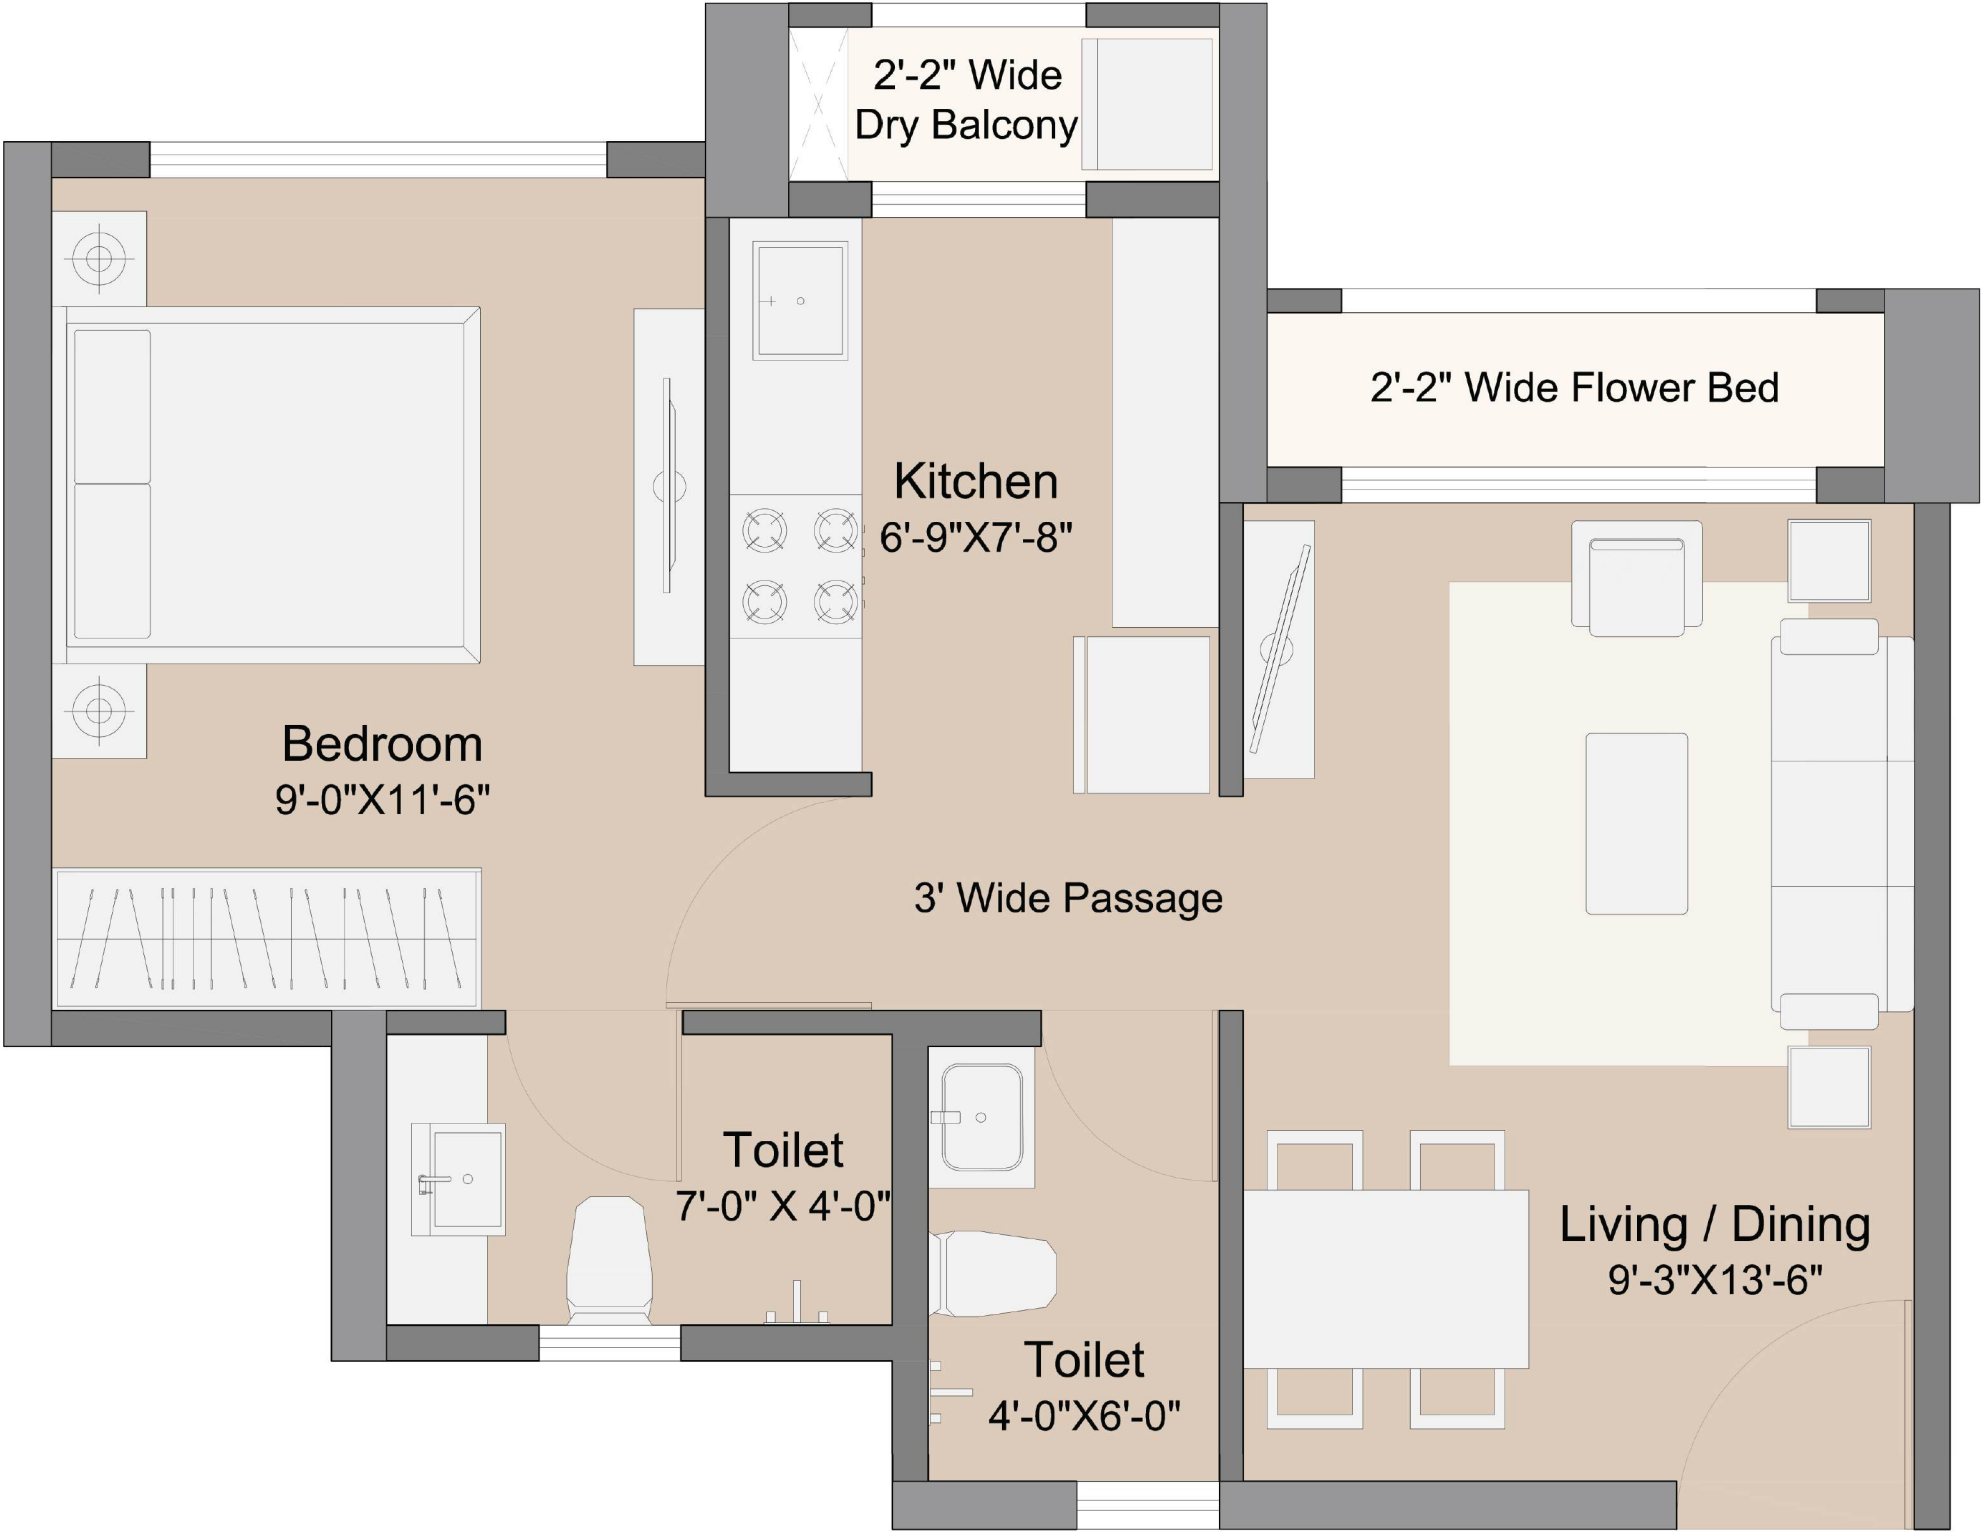 2'-2" Wide
Dry Balcony
2'-2" Wide Flower Bed
Kitchen
6'-9"X7'-8"
Bedroom
9'-0"X11'-6"
3' Wide Passage
Toilet
7'-0" X 4'-0"
Living / Dining
9'-3"X13'-6"
Toilet
4'-0"X6'-0"